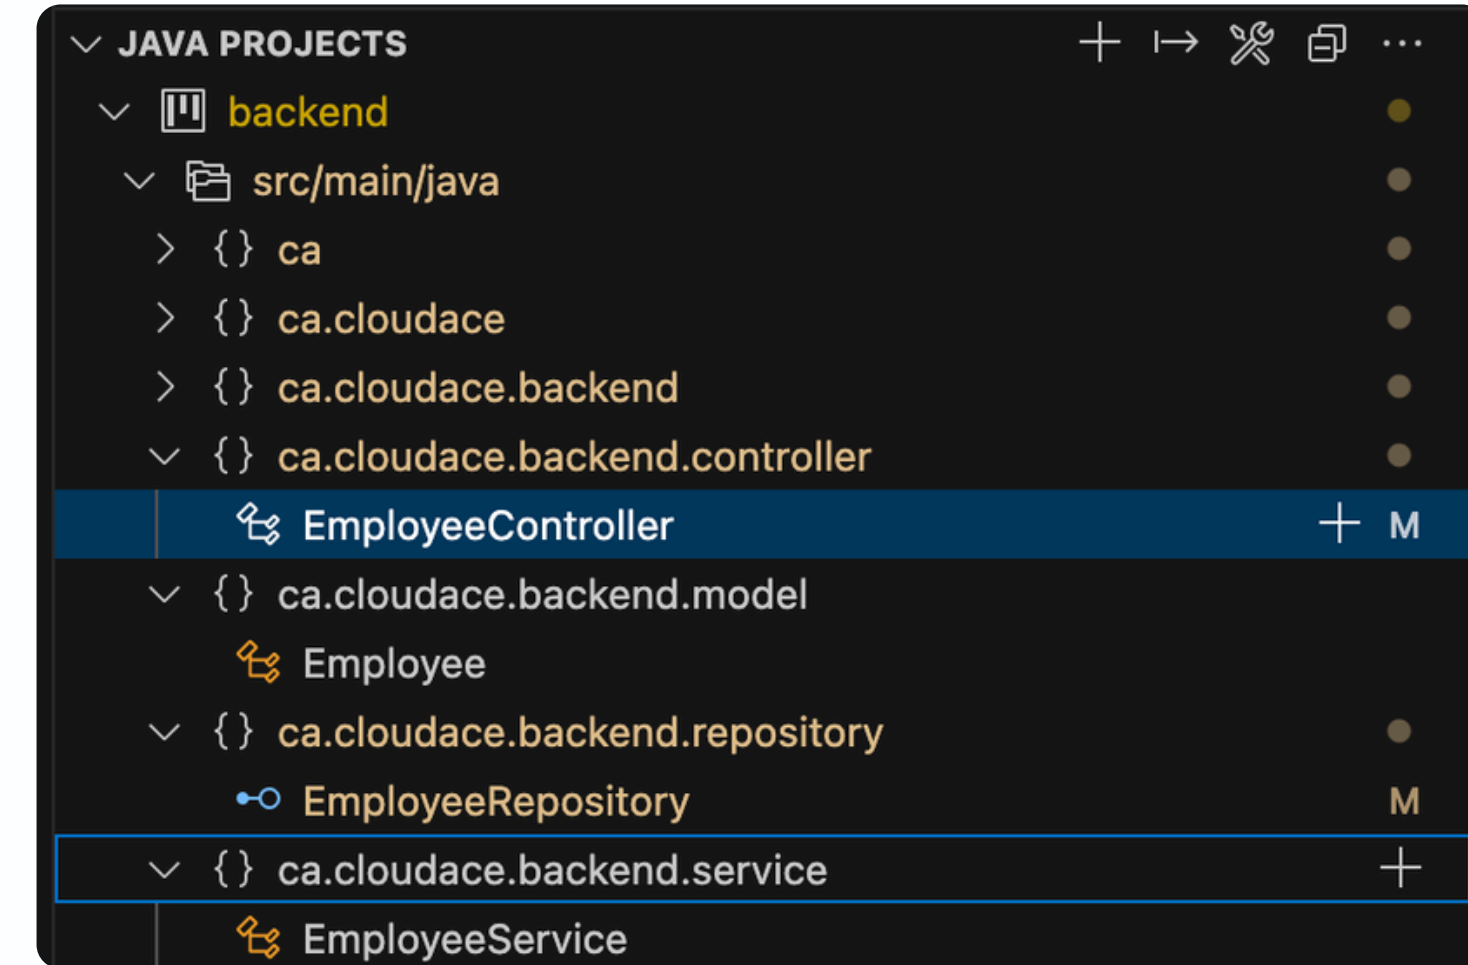 JAVA PROJECTS
backend
src/main/java
{} ca
{} ca.cloudace
{} ca.cloudace.backend
{} ca.cloudace.backend.controller
EmployeeController M
{} ca.cloudace.backend.model
Employee
{} ca.cloudace.backend.repository
EmployeeRepository M
{} ca.cloudace.backend.service
EmployeeService